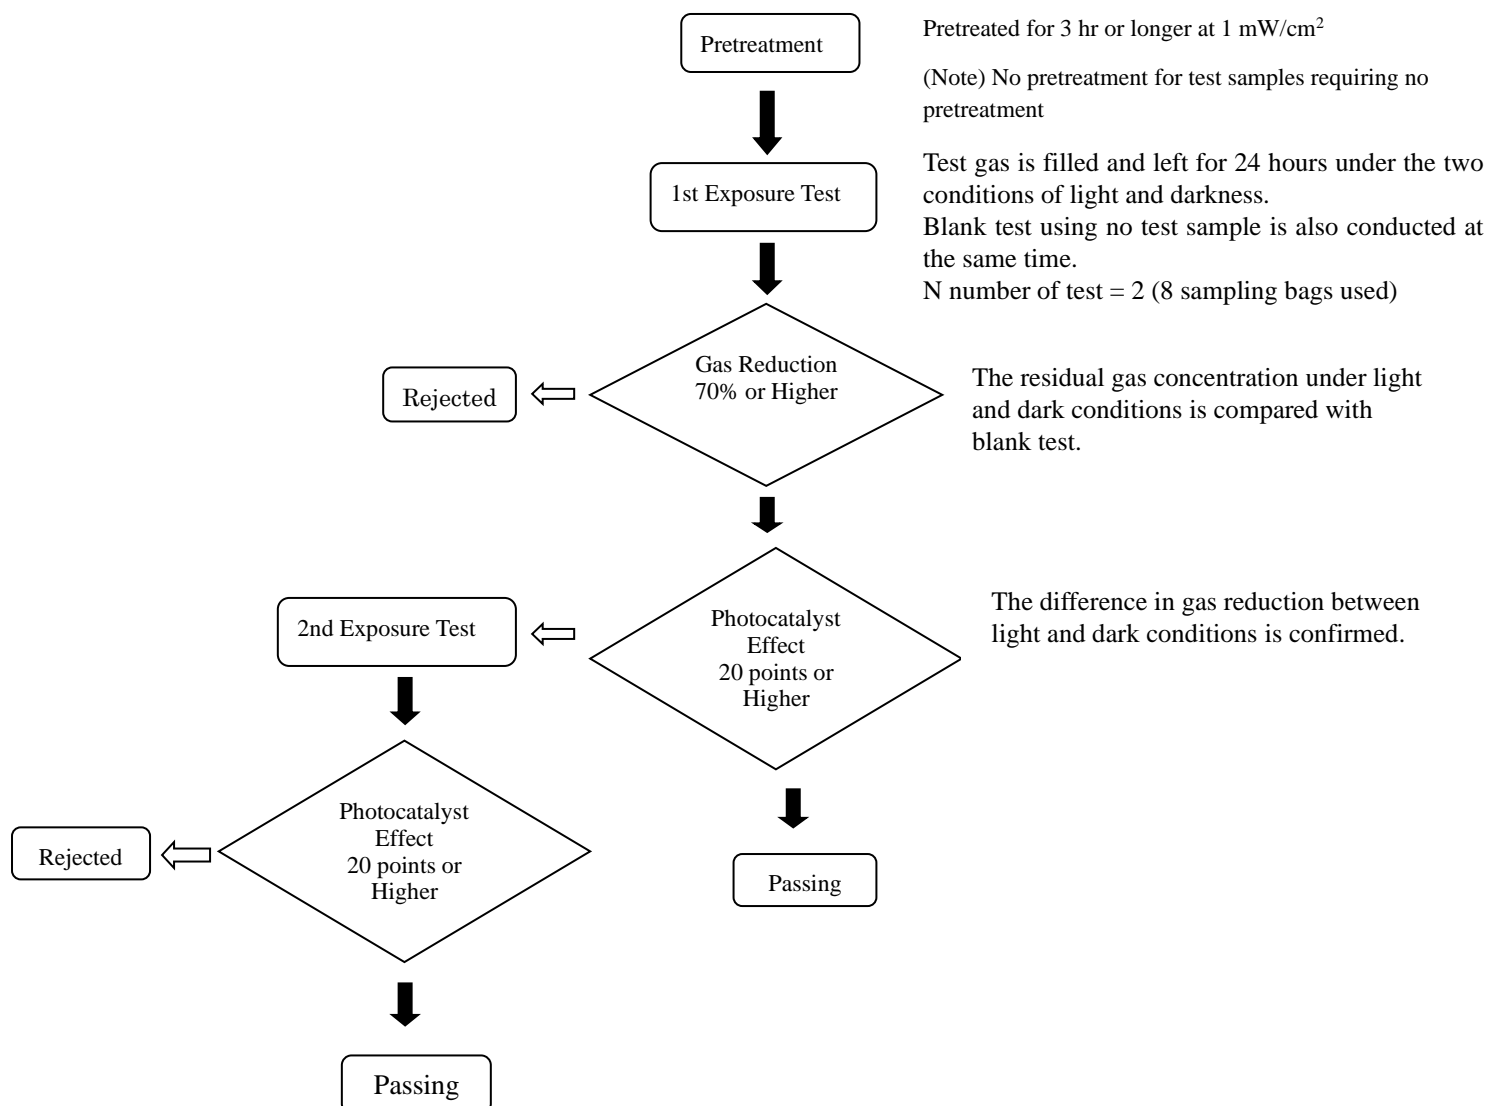 Pretreatment
Pretreated for 3 hr or longer at 1 mW/cm²
(Note) No pretreatment for test samples requiring no
pretreatment
1st Exposure Test
Test gas is filled and left for 24 hours under the two
conditions of light and darkness.
Blank test using no test sample is also conducted at
the same time.
N number of test = 2 (8 sampling bags used)
Gas Reduction
70% or Higher
Rejected
The residual gas concentration under light
and dark conditions is compared with
blank test.
Photocatalyst
Effect
20 points or
Higher
2nd Exposure Test
The difference in gas reduction between
light and dark conditions is confirmed.
Photocatalyst
Effect
20 points or
Higher
Rejected
Passing
Passing